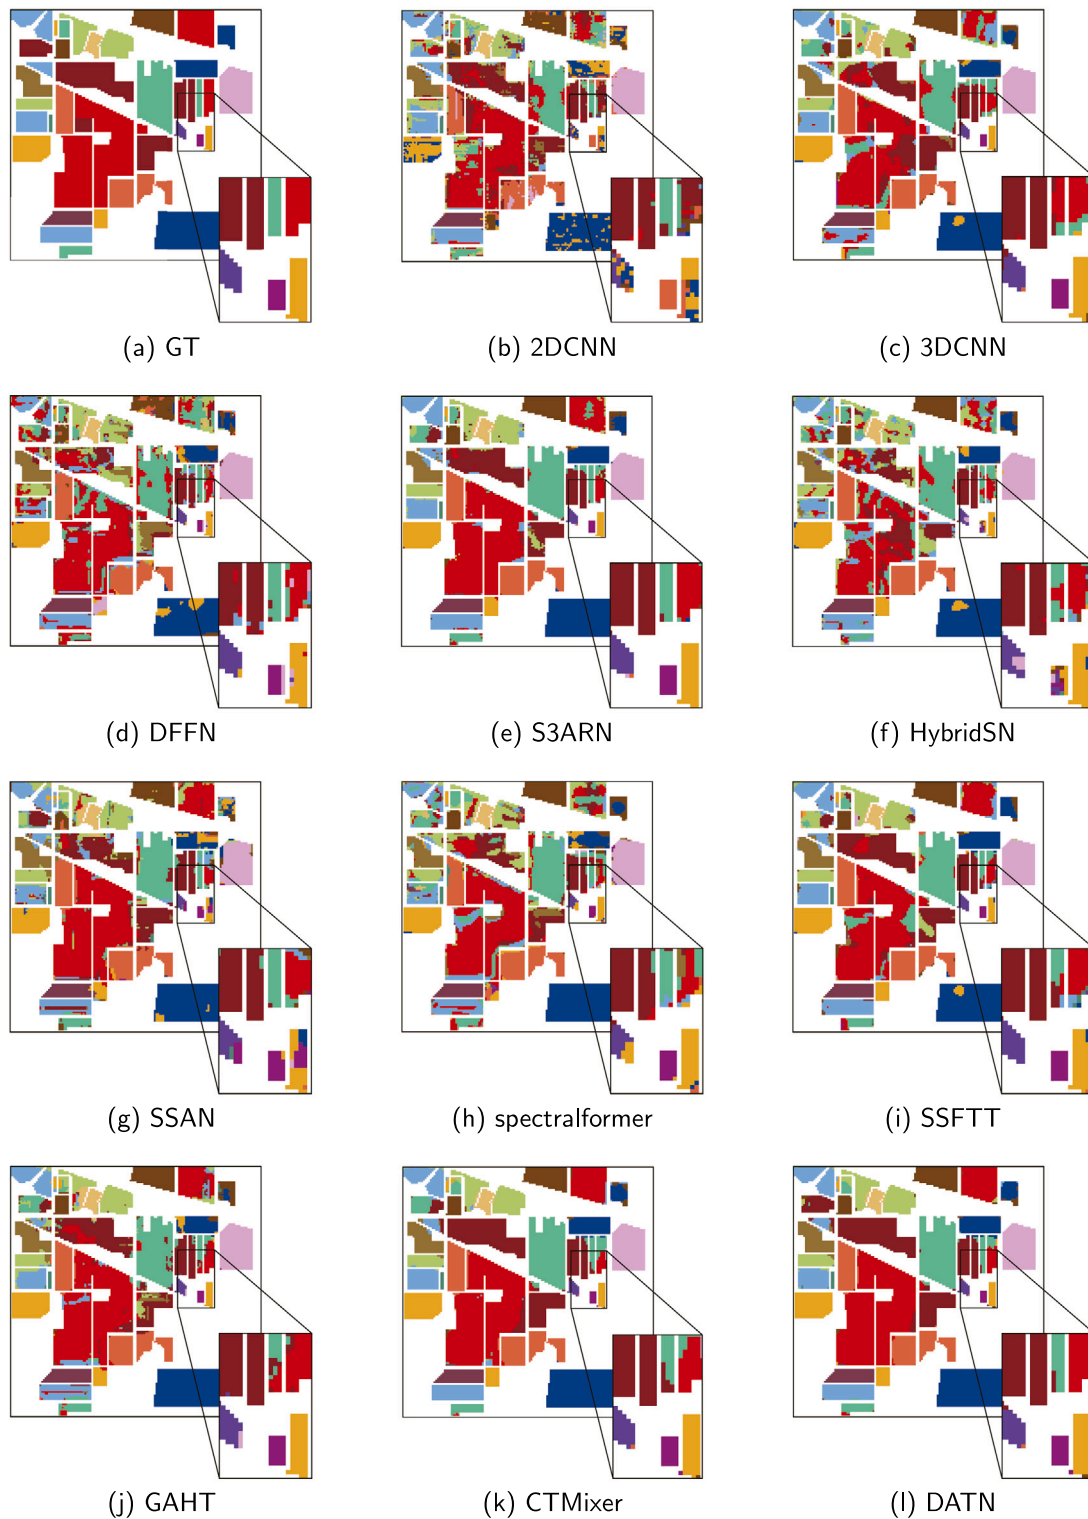 (a) GT
(b) 2DCNN
(c) 3DCNN
(d) DFFN
(e) S3ARN
(f) HybridSN
(g) SSAN
(h) spectralformer
(i) SSFTT
(j) GAHT
(k) CTMixer
(l) DATN